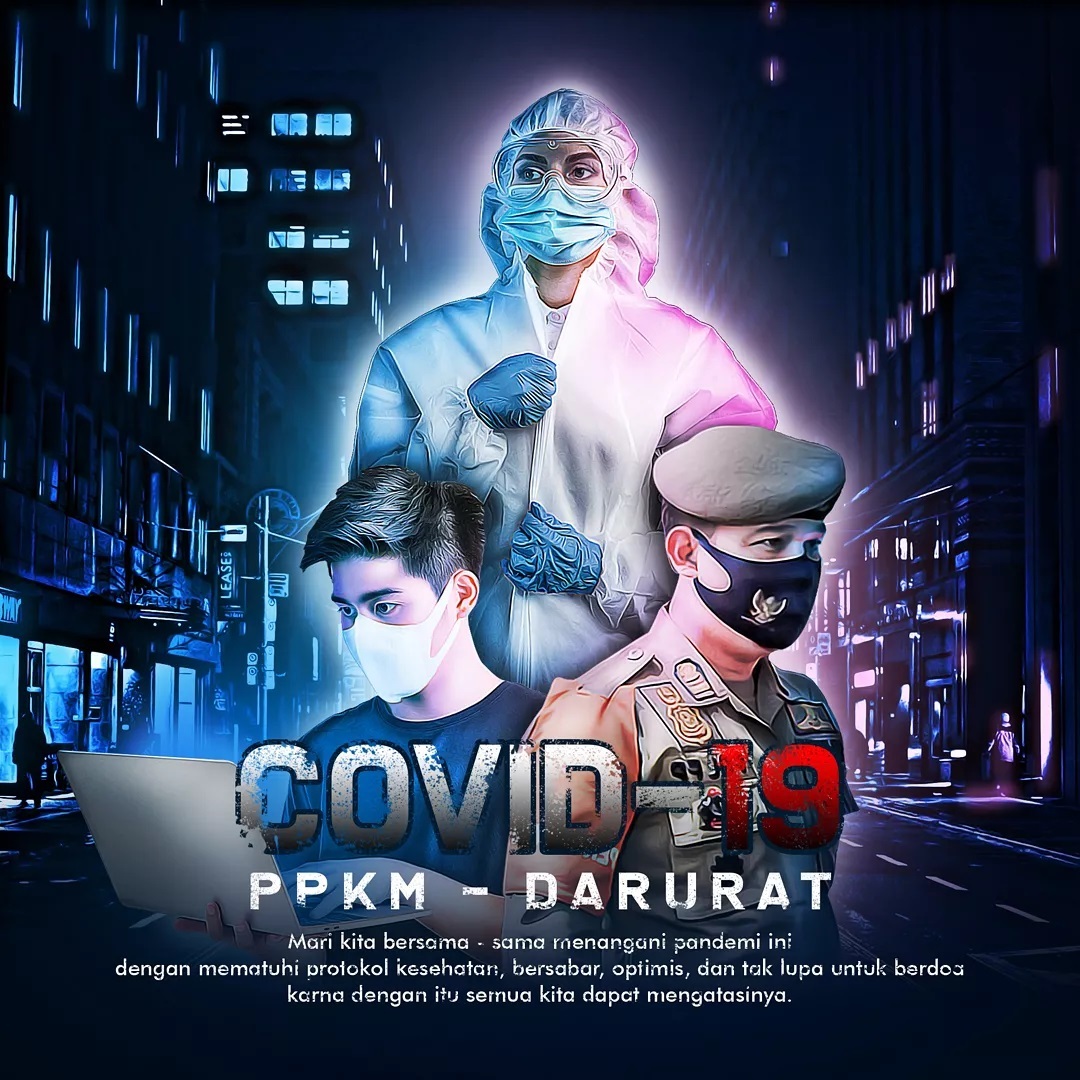 LEASED
COVID-19
PPKM - DARURAT
Mari kita bersama - sama menangani pandemi ini
dengan mematuhi protokol kesehatan, bersabar, optimis, dan tak lupa untuk berdoa
karna dengan itu semua kita dapat mengatasinya.